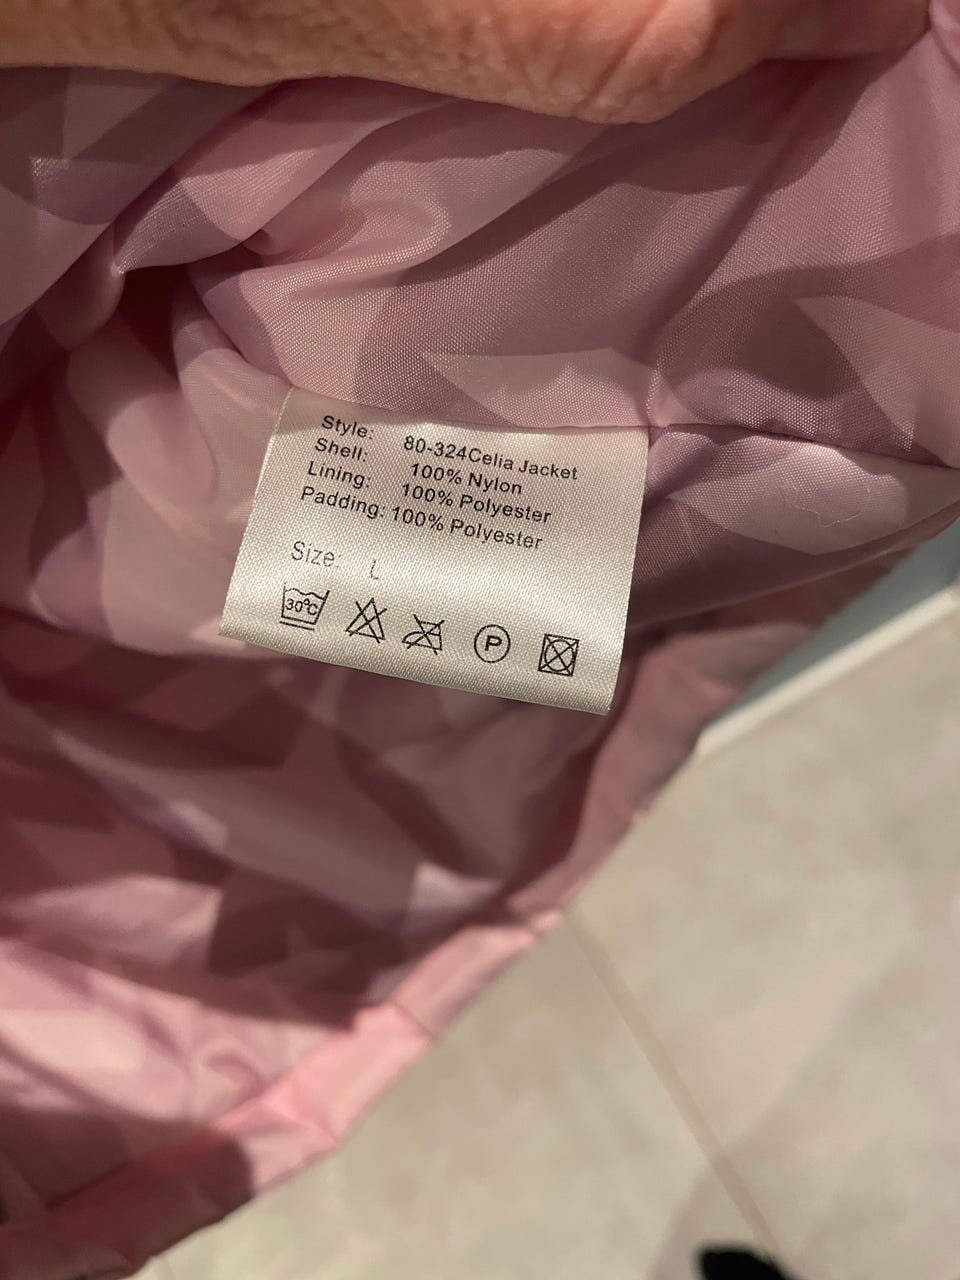 Style: 80-324Celia Jacket
Shell: 100% Nylon
Lining: 100% Polyester
Padding: 100% Polyester
Size: L
30°C
P